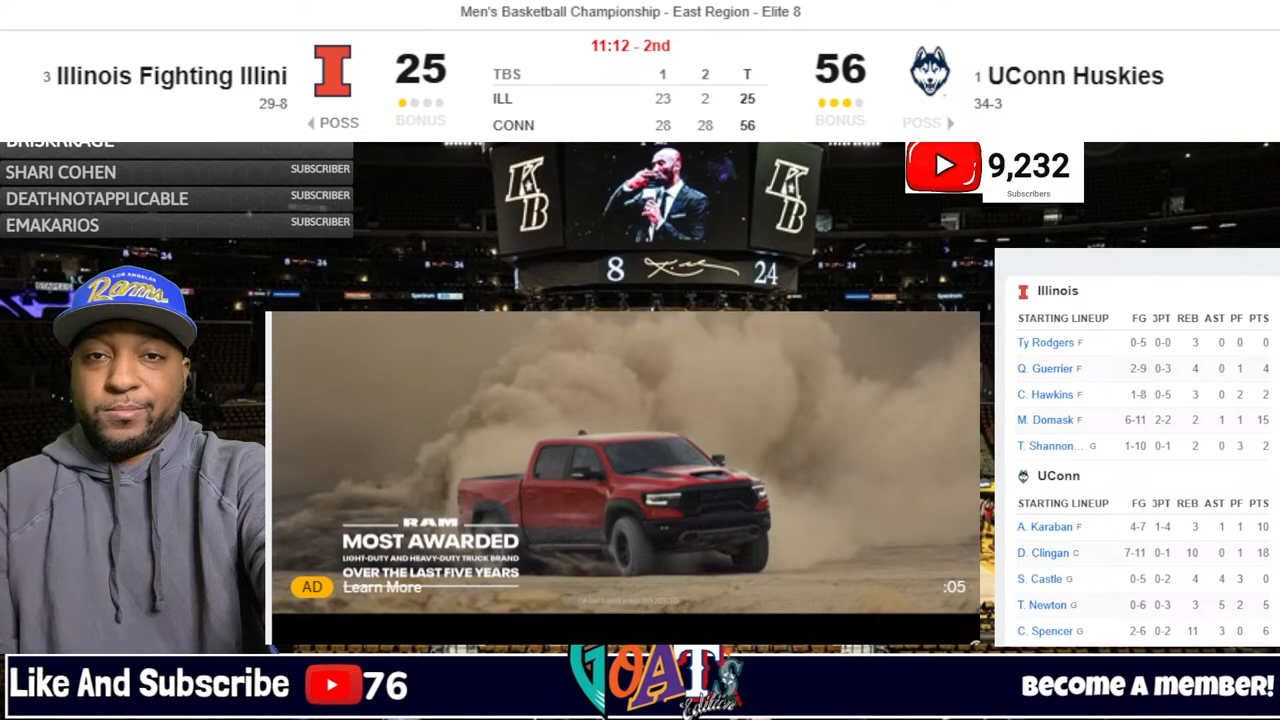 Men's Basketball Championship - East Region - Elite 8
3 Illinois Fighting Illini
29-8
25
POSS
BONUS
11:12 - 2nd
TBS 1 2 T
ILL 23 2 25
CONN 28 28 56
56
BONUS
1 UConn Huskies
34-3
POSS
SHARI COHEN SUBSCRIBER
DEATHNOTAPPLICABLE SUBSCRIBER
EMAKARIOS SUBSCRIBER
KB
KB
8 24
9,232
Subscribers
LOS ANGELES
Rams
RAM
MOST AWARDED
LIGHT-DUTY AND HEAVY-DUTY TRUCK BRAND
OVER THE LAST FIVE YEARS
AD Learn More :05
Illinois
STARTING LINEUP FG 3PT REB AST PF PTS
Ty Rodgers F 0-5 0-0 3 0 0 0
Q. Guerrier F 2-9 0-3 4 0 1 4
C. Hawkins F 1-8 0-5 3 0 2 2
M. Domask F 6-11 2-2 2 1 1 15
T. Shannon... G 1-10 0-1 2 0 3 2
UConn
STARTING LINEUP FG 3PT REB AST PF PTS
A. Karaban F 4-7 1-4 3 1 1 10
D. Clingan C 7-11 0-1 10 0 1 18
S. Castle G 0-5 0-2 4 4 3 0
T. Newton G 0-6 0-3 3 5 2 5
C. Spencer G 2-6 0-2 11 3 0 6
Like And Subscribe 76
GOAT's
Edition
Become A Member!